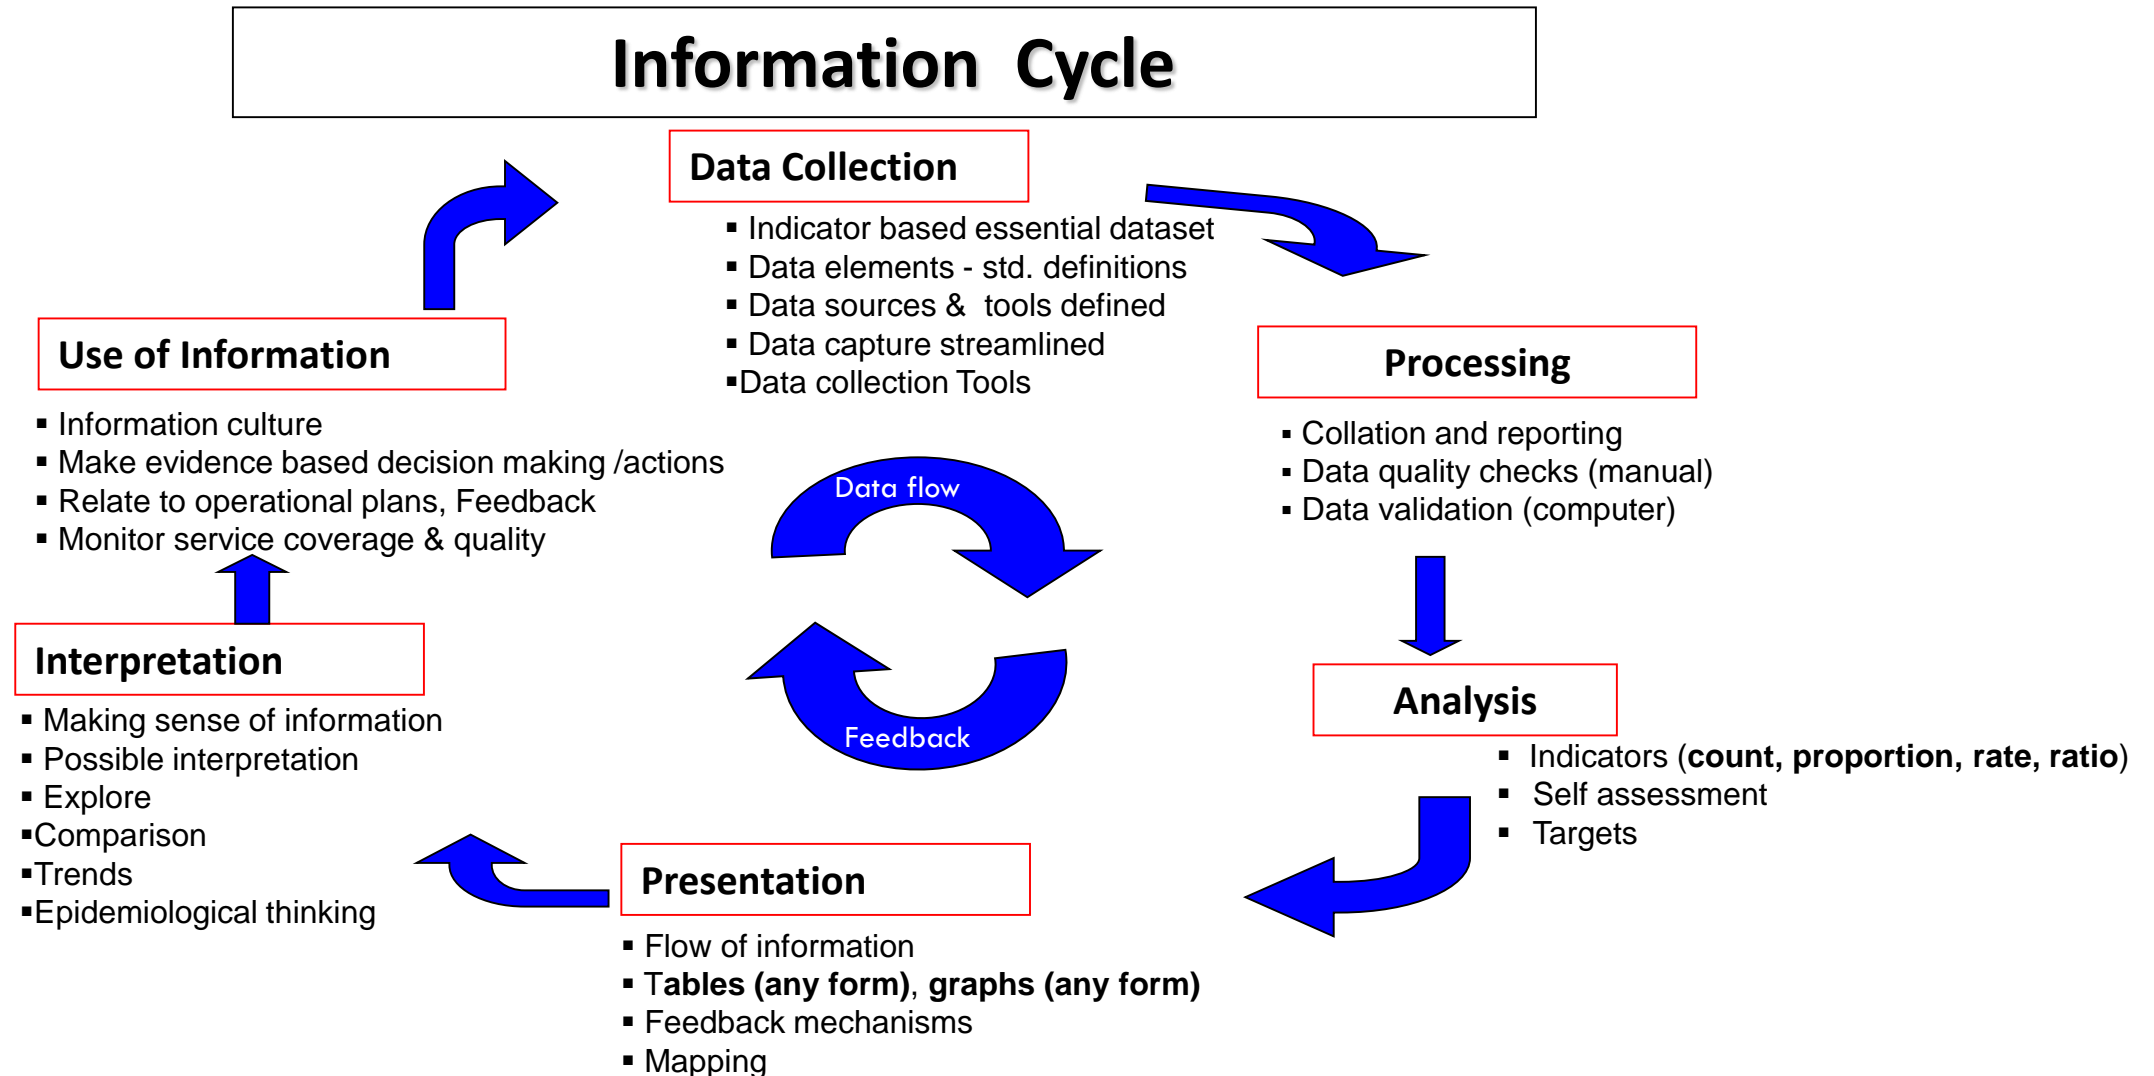 Information Cycle
Data Collection
▪ Indicator based essential dataset
▪ Data elements - std. definitions
▪ Data sources & tools defined
▪ Data capture streamlined
▪Data collection Tools
Processing
▪ Collation and reporting
▪ Data quality checks (manual)
▪ Data validation (computer)
Analysis
▪ Indicators (count, proportion, rate, ratio)
▪ Self assessment
▪ Targets
Presentation
▪ Flow of information
▪ Tables (any form), graphs (any form)
▪ Feedback mechanisms
▪ Mapping
Interpretation
▪ Making sense of information
▪ Possible interpretation
▪ Explore
▪Comparison
▪Trends
▪Epidemiological thinking
Use of Information
▪ Information culture
▪ Make evidence based decision making /actions
▪ Relate to operational plans, Feedback
▪ Monitor service coverage & quality
Data flow
Feedback